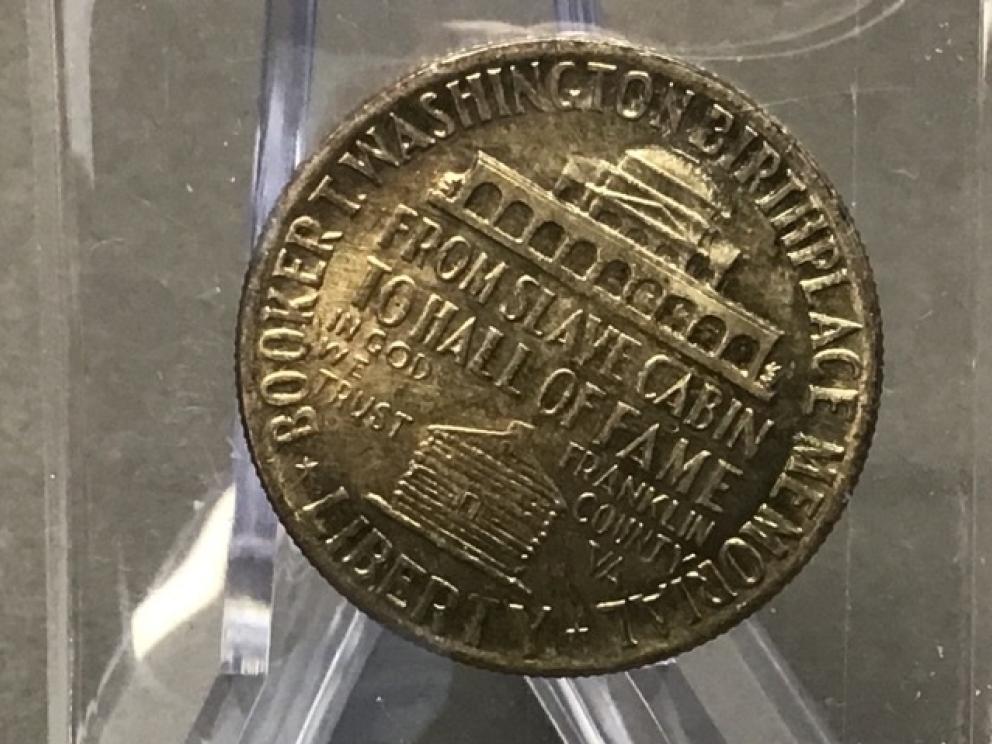 BOOKER T. WASHINGTON BIRTHPLACE MEMORIAL
FROM SLAVE CABIN
TO HALL OF FAME
IN GOD
WE
TRUST
FRANKLIN
COUNTY,
VA
LIBERTY